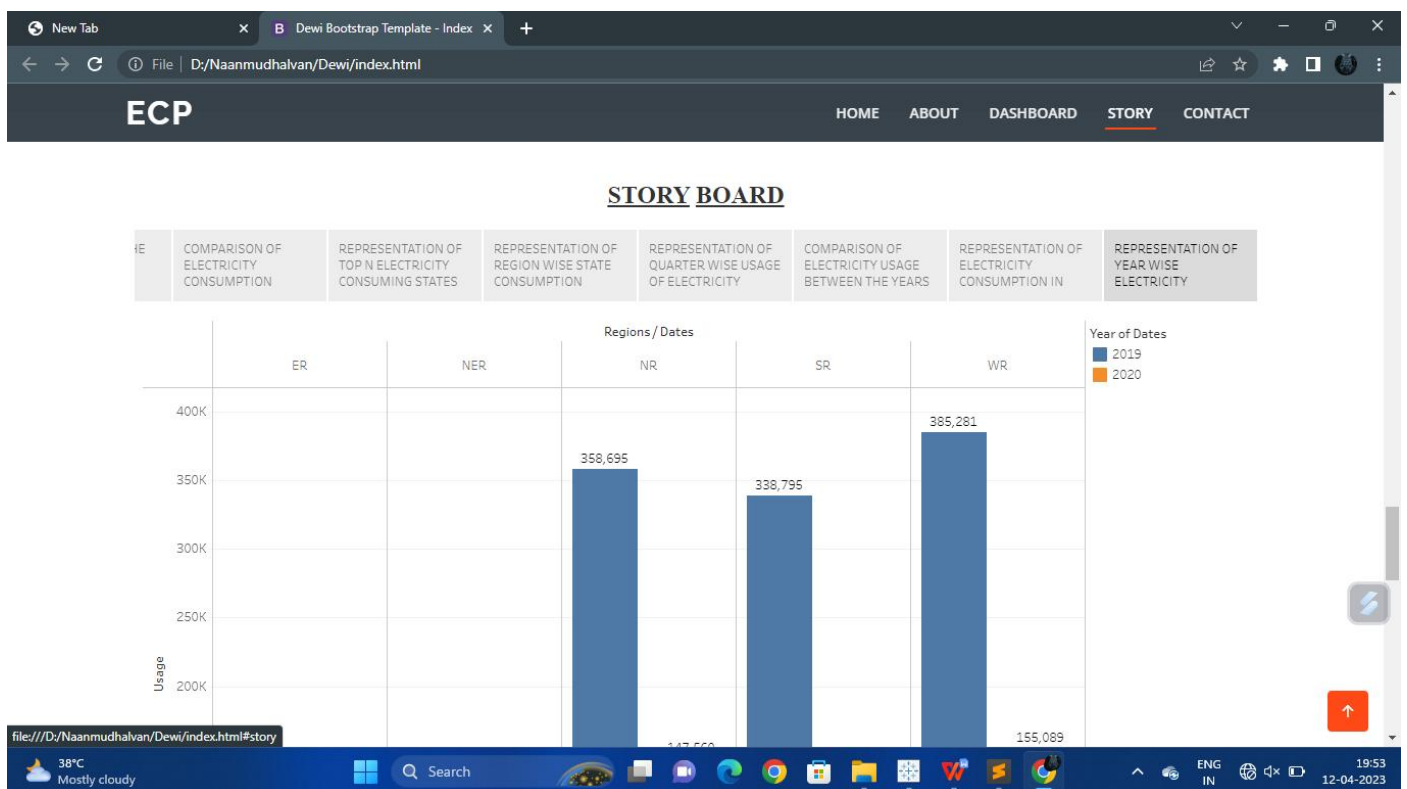 New Tab
Dewi Bootstrap Template - Index
File | D:/Naanmudhalvan/Dewi/index.html
ECP
HOME ABOUT DASHBOARD STORY CONTACT
STORY BOARD
HE
COMPARISON OF
ELECTRICITY
CONSUMPTION
REPRESENTATION OF
TOP N ELECTRICITY
CONSUMING STATES
REPRESENTATION OF
REGION WISE STATE
CONSUMPTION
REPRESENTATION OF
QUARTER WISE USAGE
OF ELECTRICITY
COMPARISON OF
ELECTRICITY USAGE
BETWEEN THE YEARS
REPRESENTATION OF
ELECTRICITY
CONSUMPTION IN
REPRESENTATION OF
YEAR WISE
ELECTRICITY
Regions / Dates
ER NER NR SR WR
Year of Dates
2019
2020
400K
385,281
358,695
350K
338,795
300K
250K
Usage
200K
155,089
147,560
file:///D:/Naanmudhalvan/Dewi/index.html#story
38°C
Mostly cloudy
Search
ENG
IN
19:53
12-04-2023